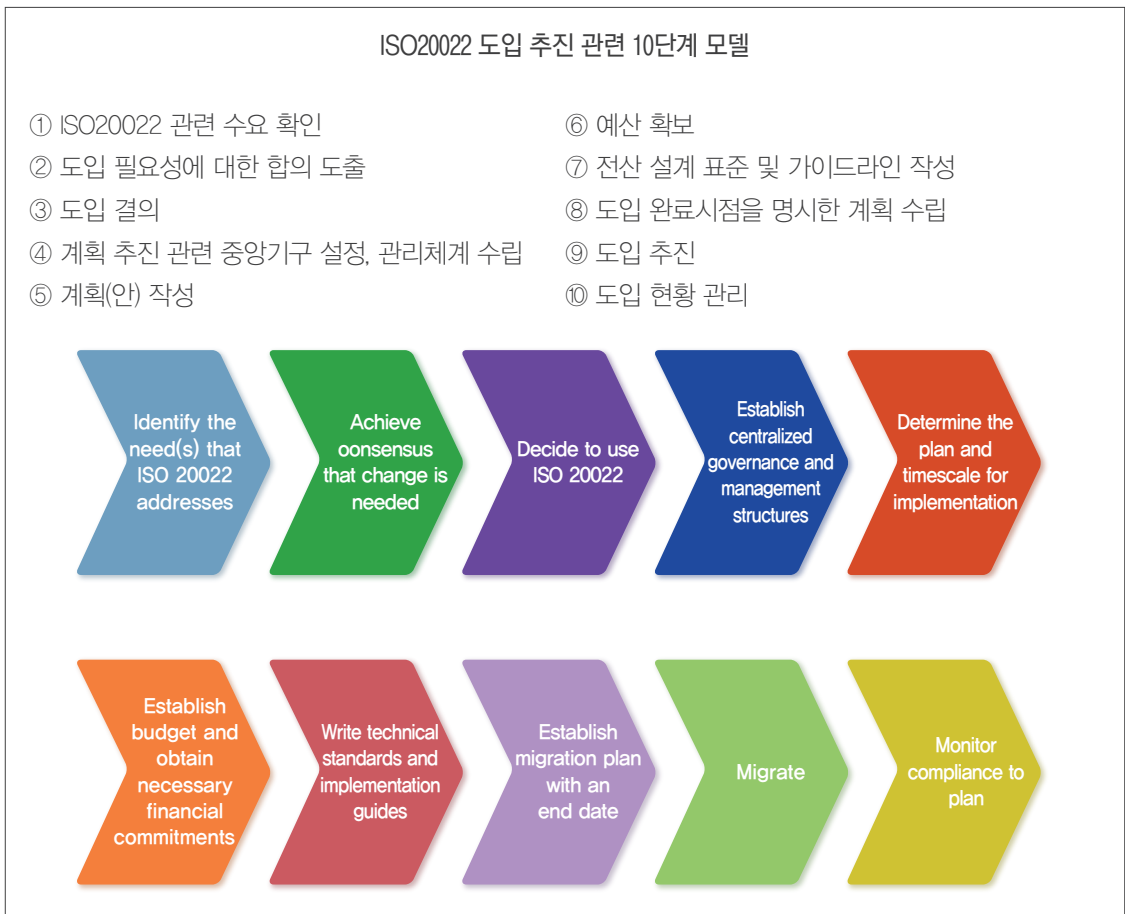 ISO20022 도입 추진 관련 10단계 모델
① ISO20022 관련 수요 확인
② 도입 필요성에 대한 합의 도출
③ 도입 결의
④ 계획 추진 관련 중앙기구 설정, 관리체계 수립
⑤ 계획(안) 작성
⑥ 예산 확보
⑦ 전산 설계 표준 및 가이드라인 작성
⑧ 도입 완료시점을 명시한 계획 수립
⑨ 도입 추진
⑩ 도입 현황 관리
Identify the
need(s) that
ISO 20022
addresses
Achieve
oonsensus
that change is
needed
Decide to use
ISO 20022
Establish
centralized
governance and
management
structures
Determine the
plan and
timescale for
implementation
Establish
budget and
obtain
necessary
financial
commitments
Write technical
standards and
implementation
guides
Establish
migration plan
with an
end date
Migrate
Monitor
compliance to
plan